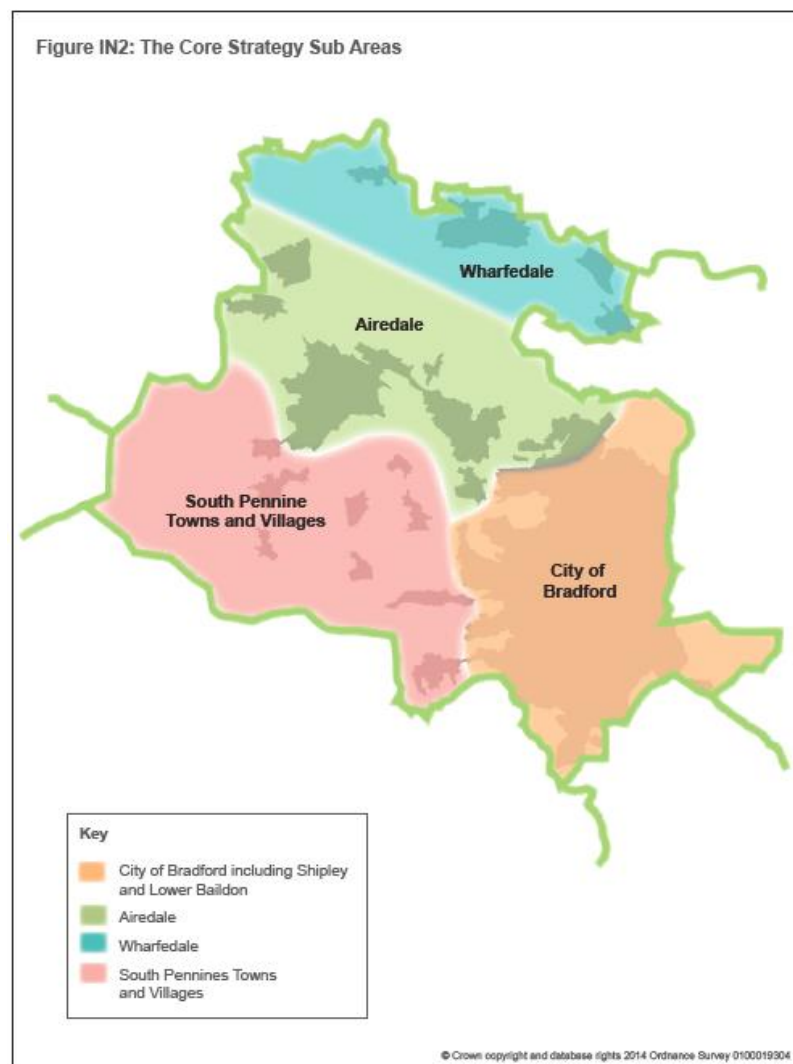 Figure IN2: The Core Strategy Sub Areas
Wharfedale
Airedale
South Pennine
Towns and Villages
City of
Bradford
Key
City of Bradford including Shipley
and Lower Baildon
Airedale
Wharfedale
South Pennines Towns
and Villages
© Crown copyright and database rights 2014 Ordnance Survey 0100019304